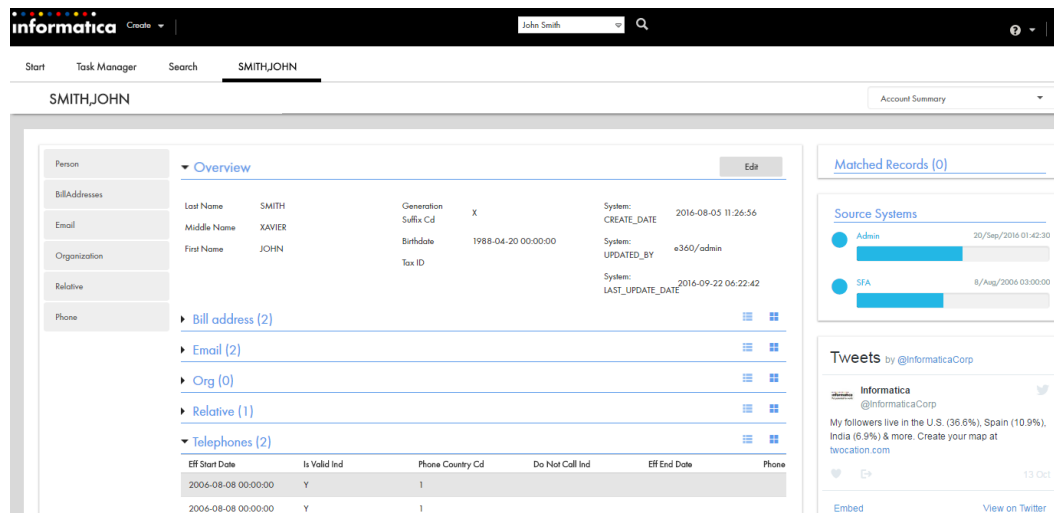 informatica Create
John Smith
Start Task Manager Search SMITH,JOHN
SMITH,JOHN
Account Summary
Person
BillAddresses
Email
Organization
Relative
Phone
Overview
Edit
Last Name SMITH
Middle Name XAVIER
First Name JOHN
Generation
Suffix Cd X
Birthdate 1988-04-20 00:00:00
Tax ID
System:
CREATE_DATE 2016-08-05 11:26:56
System:
UPDATED_BY e360/admin
System:
LAST_UPDATE_DATE 2016-09-22 06:22:42
Bill address (2)
Email (2)
Org (0)
Relative (1)
Telephones (2)
Eff Start Date Is Valid Ind Phone Country Cd Do Not Call Ind Eff End Date Phone
2006-08-08 00:00:00 Y 1
2006-08-08 00:00:00 Y 1
Matched Records (0)
Source Systems
Admin 20/Sep/2016 01:42:30
SFA 8/Aug/2006 03:00:00
Tweets by @InformaticaCorp
Informatica
@InformaticaCorp
My followers live in the U.S. (36.6%), Spain (10.9%),
India (6.9%) & more. Create your map at
twocation.com
13 Oct
Embed View on Twitter